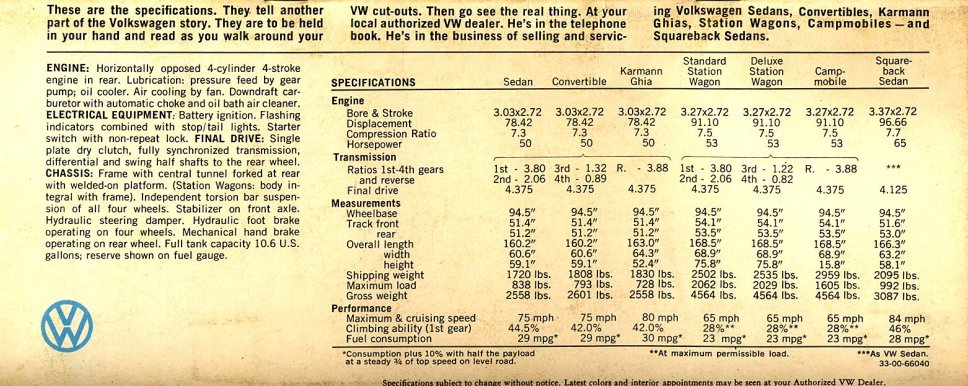 These are the specifications. They tell another
part of the Volkswagen story. They are to be held
in your hand and read as you walk around your
VW cut-outs. Then go see the real thing. At your
local authorized VW dealer. He's in the telephone
book. He's in the business of selling and servic-
ing Volkswagen Sedans, Convertibles, Karmann
Ghias, Station Wagons, Campmobiles — and
Squareback Sedans.
ENGINE: Horizontally opposed 4-cylinder 4-stroke
engine in rear. Lubrication: pressure feed by gear
pump; oil cooler. Air cooling by fan. Downdraft car-
buretor with automatic choke and oil bath air cleaner.
ELECTRICAL EQUIPMENT: Battery ignition. Flashing
indicators combined with stop/tail lights. Starter
switch with non-repeat lock. FINAL DRIVE: Single
plate dry clutch, fully synchronized transmission,
differential and swing half shafts to the rear wheel.
CHASSIS: Frame with central tunnel forked at rear
with welded-on platform. (Station Wagons: body in-
tegral with frame). Independent torsion bar suspen-
sion of all four wheels. Stabilizer on front axle.
Hydraulic steering damper. Hydraulic foot brake
operating on four wheels. Mechanical hand brake
operating on rear wheel. Full tank capacity 10.6 U.S.
gallons; reserve shown on fuel gauge.
VW
SPECIFICATIONS Sedan Convertible Karmann Ghia Standard Station Wagon Deluxe Station Wagon Camp-mobile Square-back Sedan
Engine
Bore & Stroke 3.03x2.72 3.03x2.72 3.03x2.72 3.27x2.72 3.27x2.72 3.27x2.72 3.37x2.72
Displacement 78.42 78.42 78.42 91.10 91.10 91.10 96.66
Compression Ratio 7.3 7.3 7.3 7.5 7.5 7.5 7.7
Horsepower 50 50 50 53 53 53 65
Transmission
Ratios 1st-4th gears 1st - 3.80 3rd - 1.32 R. - 3.88 1st - 3.80 3rd - 1.22 R. - 3.88 ***
and reverse 2nd - 2.06 4th - 0.89 2nd - 2.06 4th - 0.82
Final drive 4.375 4.375 4.375 4.375 4.375 4.375 4.125
Measurements
Wheelbase 94.5" 94.5" 94.5" 94.5" 94.5" 94.5" 94.5"
Track front 51.4" 51.4" 51.4" 54.1" 54.1" 54.1" 51.6"
rear 51.2" 51.2" 51.2" 53.5" 53.5" 53.5" 53.0"
Overall length 160.2" 160.2" 163.0" 168.5" 168.9" 168.5" 166.3"
width 60.6" 60.6" 64.3" 68.9" 68.9" 68.9" 63.2"
height 59.1" 59.1" 52.4" 75.8" 75.8" 15.8" 58.1"
Shipping weight 1720 lbs. 1808 lbs. 1830 lbs. 2502 lbs. 2535 lbs. 2959 lbs. 2095 lbs.
Maximum load 838 lbs. 793 lbs. 728 lbs. 2062 lbs. 2029 lbs. 1605 lbs. 992 lbs.
Gross weight 2558 lbs. 2601 lbs. 2558 lbs. 4564 lbs. 4564 lbs. 4564 lbs. 3087 lbs.
Performance
Maximum & cruising speed 75 mph 75 mph 80 mph 65 mph 65 mph 65 mph 84 mph
Climbing ability (1st gear) 44.5% 42.0% 42.0% 28%** 28%** 28%** 46%
Fuel consumption 29 mpg* 29 mpg* 30 mpg* 23 mpg* 23 mpg* 23 mpg* 28 mpg*
*Consumption plus 10% with half the payload
at a steady ¾ of top speed on level road.
**At maximum permissible load.
***As VW Sedan.
33-00-66040
Specifications subject to change without notice. Latest colors and interior appointments may be seen at your Authorized VW Dealer.